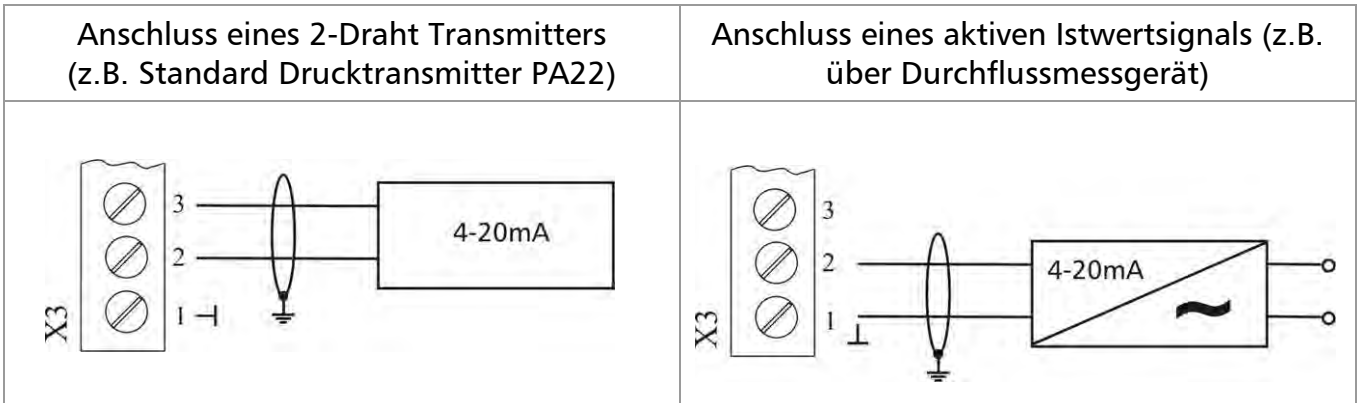 Anschluss eines 2-Draht Transmitters
(z.B. Standard Drucktransmitter PA22)
Anschluss eines aktiven Istwertsignals (z.B.
über Durchflussmessgerät)
3
2
1
X3
4-20mA
3
2
1
X3
4-20mA